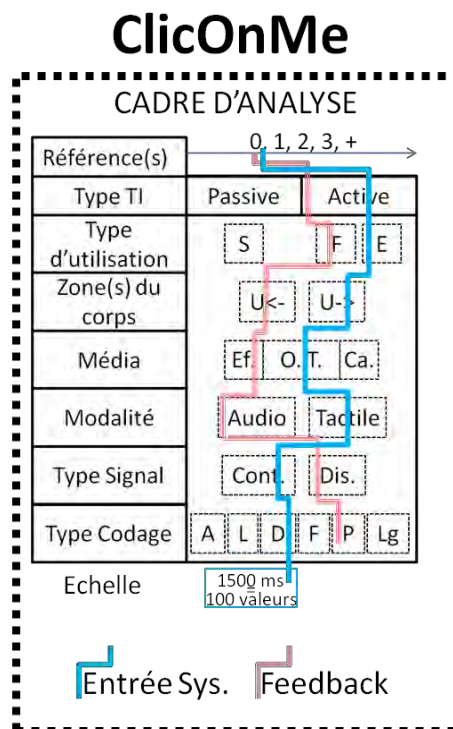 ClicOnMe
CADRE D'ANALYSE
Référence(s) 0, 1, 2, 3, +
Type TI Passive Active
Type d'utilisation S F E
Zone(s) du corps U<- U->
Média Ef. O. T. Ca.
Modalité Audio Tactile
Type Signal Cont. Dis.
Type Codage A L D F P Lg
Echelle 1500 ms = 100 valeurs
Entrée Sys. Feedback